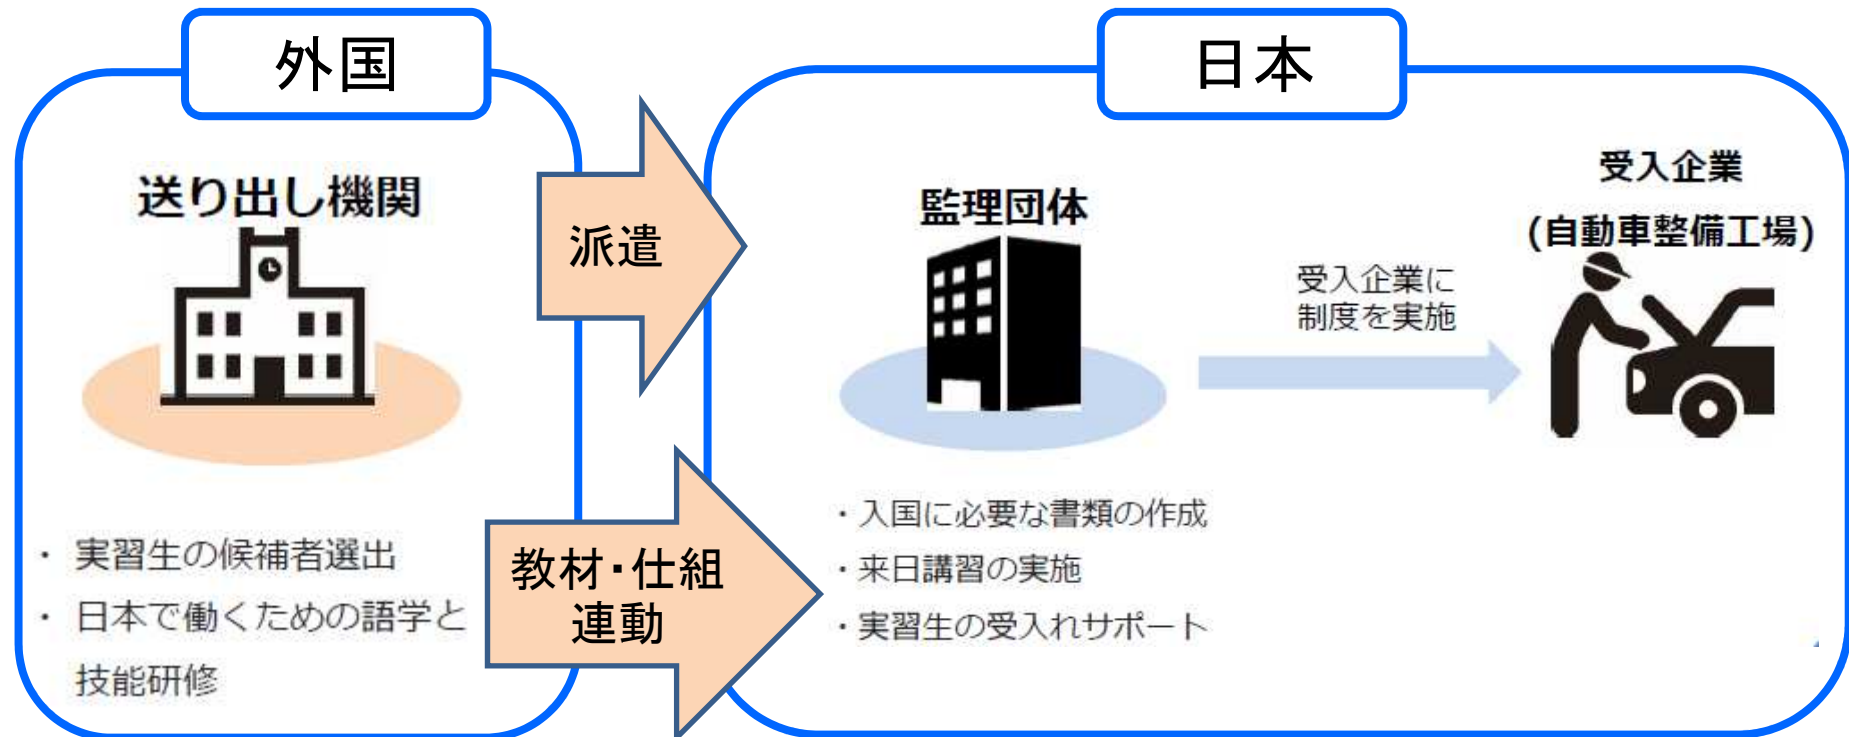 外国
送り出し機関
・ 実習生の候補者選出
・ 日本で働くための語学と
技能研修
派遣
教材・仕組
連動
日本
監理団体
・入国に必要な書類の作成
・来日講習の実施
・実習生の受入れサポート
受入企業に
制度を実施
受入企業
(自動車整備工場)